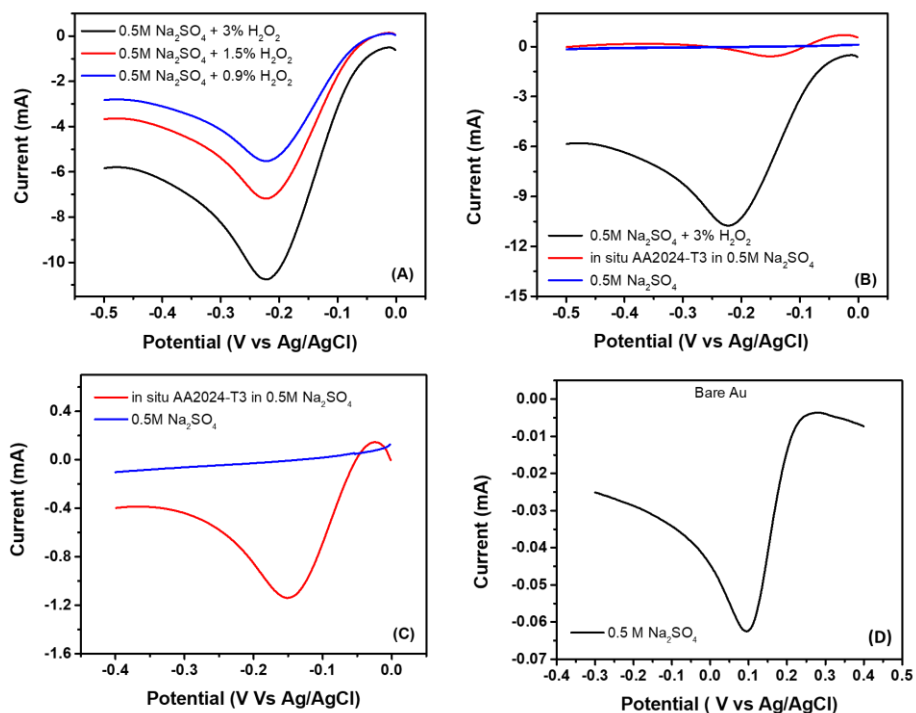 0.5M Na₂SO₄ + 3% H₂O₂
0.5M Na₂SO₄ + 1.5% H₂O₂
0.5M Na₂SO₄ + 0.9% H₂O₂
0
-2
-4
-6
-8
-10
Current (mA)
(A)
-0.5 -0.4 -0.3 -0.2 -0.1 0.0
Potential (V vs Ag/AgCl)
3
0
-3
-6
-9
-12
-15
Current (mA)
0.5M Na₂SO₄ + 3% H₂O₂
in situ AA2024-T3 in 0.5M Na₂SO₄
0.5M Na₂SO₄
(B)
-0.5 -0.4 -0.3 -0.2 -0.1 0.0
Potential (V vs Ag/AgCl)
in situ AA2024-T3 in 0.5M Na₂SO₄
0.5M Na₂SO₄
0.4
0.0
-0.4
-0.8
-1.2
-1.6
Current (mA)
(C)
-0.4 -0.3 -0.2 -0.1 0.0
Potential (V Vs Ag/AgCl)
Bare Au
0.00
-0.01
-0.02
-0.03
-0.04
-0.05
-0.06
-0.07
Current (mA)
0.5 M Na₂SO₄
(D)
-0.3 -0.2 -0.1 0.0 0.1 0.2 0.3 0.4 0.5
Potential ( V vs Ag/AgCl)